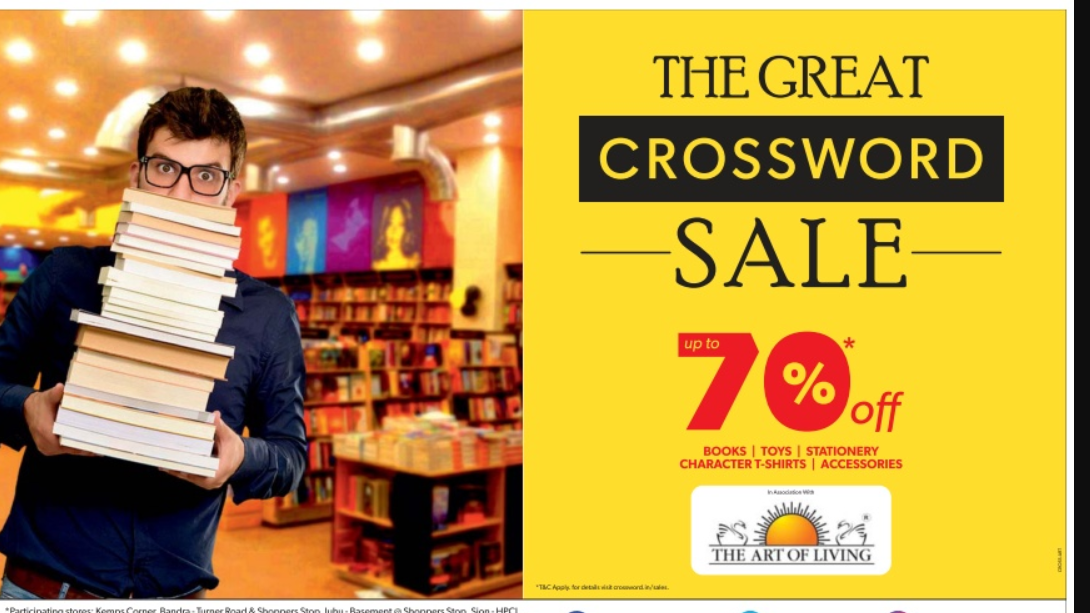 THE GREAT
CROSSWORD
SALE
up to
70%*
off
BOOKS | TOYS | STATIONERY
CHARACTER T-SHIRTS | ACCESSORIES
In Association With
®
THE ART OF LIVING
*T&C Apply. for details visit crossword.in/sales.
*Participating stores: Kemps Corner, Bandra - Turner Road & Shoppers Stop, Juhu - Basement @ Shoppers Stop, Sion - HPCL